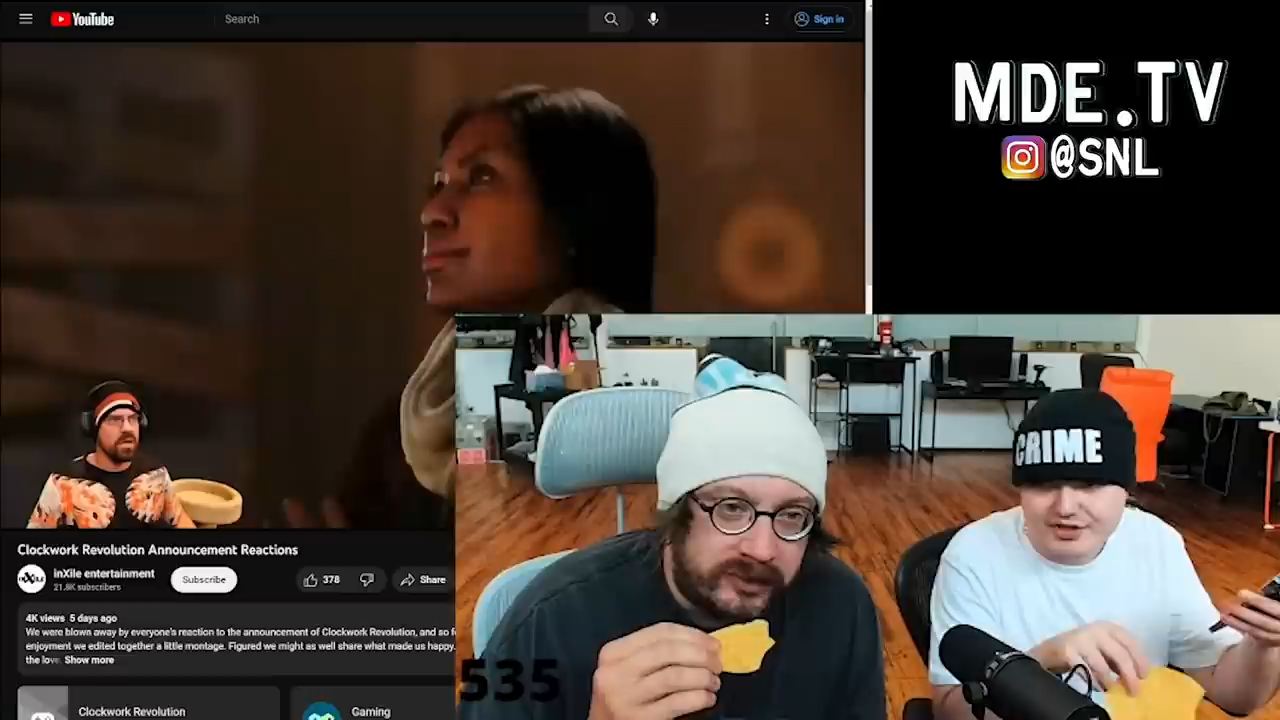 YouTube
Search
Sign in
MDE.TV
@SNL
CRIME
Clockwork Revolution Announcement Reactions
inXile entertainment
21.8K subscribers
Subscribe
378
Share
4K views 5 days ago
We were blown away by everyone's reaction to the announcement of Clockwork Revolution, and so f
enjoyment we edited together a little montage. Figured we might as well share what made us happy.
the lov Show more
535
Clockwork Revolution
Gaming